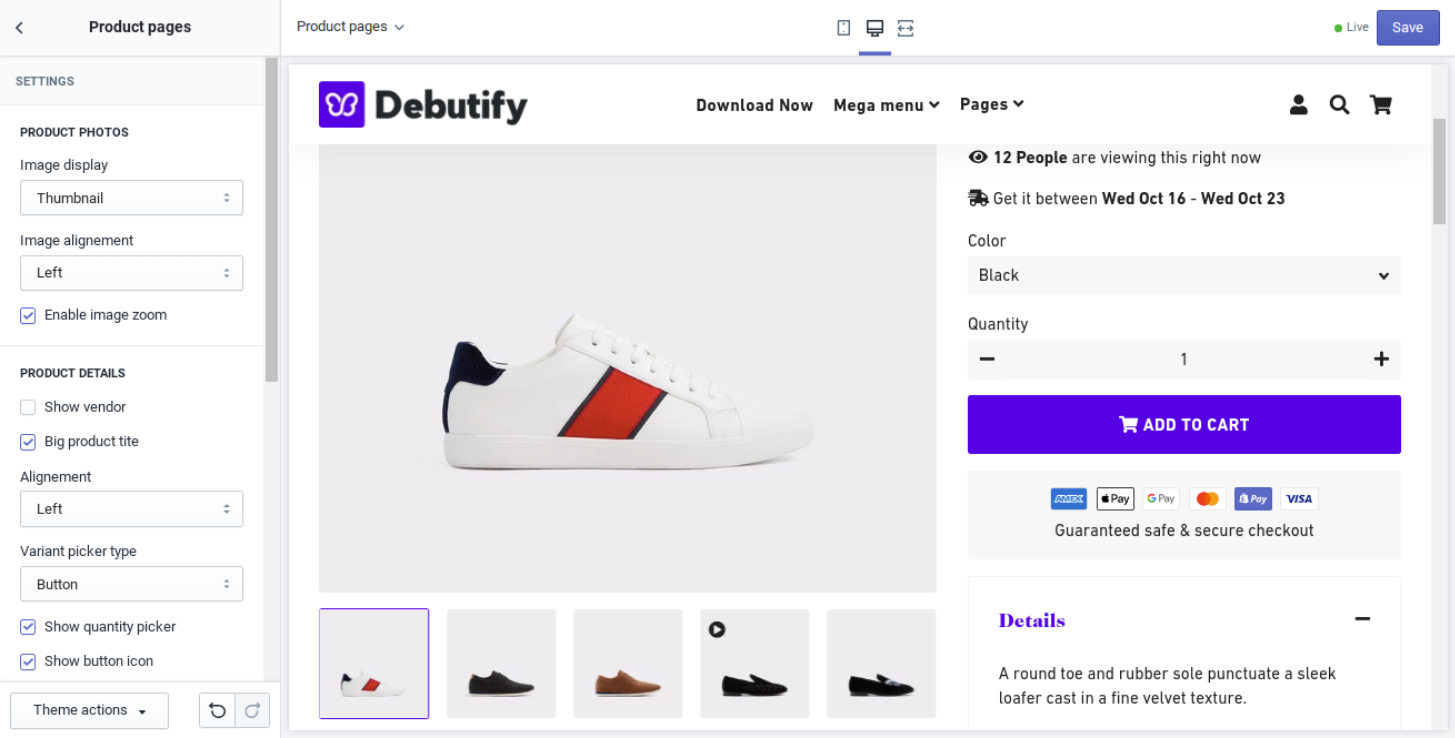 Product pages
SETTINGS
PRODUCT PHOTOS
Image display
Thumbnail
Image alignement
Left
Enable image zoom
PRODUCT DETAILS
Show vendor
Big product tite
Alignement
Left
Variant picker type
Button
Show quantity picker
Show button icon
Theme actions
Product pages
Live
Save
Debutify
Download Now Mega menu Pages
12 People are viewing this right now
Get it between Wed Oct 16 - Wed Oct 23
Color
Black
Quantity
1
ADD TO CART
AMEX Pay G Pay Pay VISA
Guaranteed safe & secure checkout
Details
A round toe and rubber sole punctuate a sleek
loafer cast in a fine velvet texture.